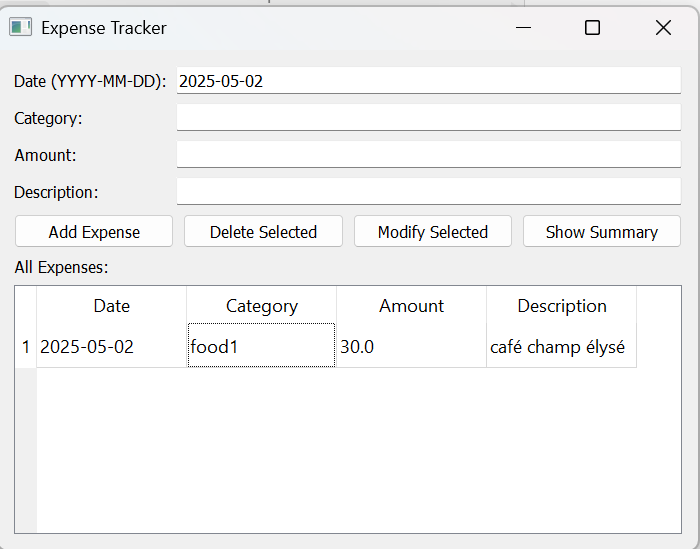 Expense Tracker
Date (YYYY-MM-DD): 2025-05-02
Category:
Amount:
Description:
Add Expense Delete Selected Modify Selected Show Summary
All Expenses:
Date Category Amount Description
1 2025-05-02 food1 30.0 café champ élysé